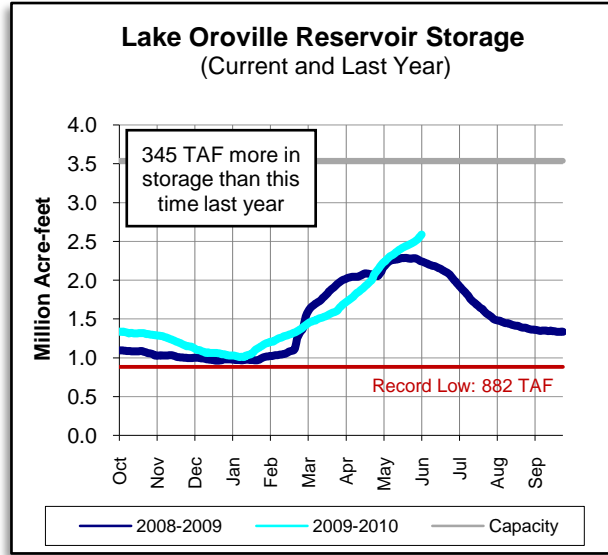 Lake Oroville Reservoir Storage
(Current and Last Year)
Million Acre-feet
4.0
3.5
3.0
2.5
2.0
1.5
1.0
0.5
0.0
345 TAF more in
storage than this
time last year
Record Low: 882 TAF
Oct
Nov
Dec
Jan
Feb
Mar
Apr
May
Jun
Jul
Aug
Sep
2008-2009
2009-2010
Capacity